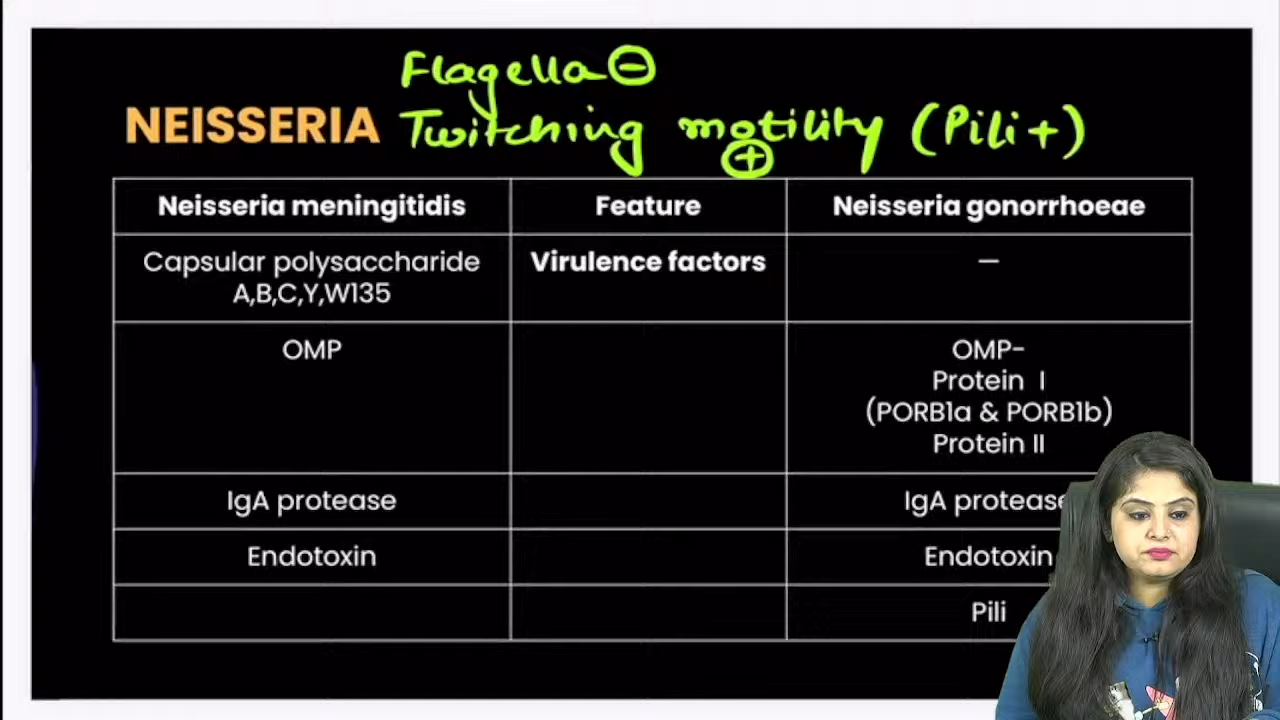 Flagella ⊖
NEISSERIA Twitching motility (Pili+)
⊕
Neisseria meningitidis Feature Neisseria gonorrhoeae
Capsular polysaccharide Virulence factors –
A,B,C,Y,W135
OMP OMP-
Protein I
(PORB1a & PORB1b)
Protein II
IgA protease IgA protease
Endotoxin Endotoxin
Pili